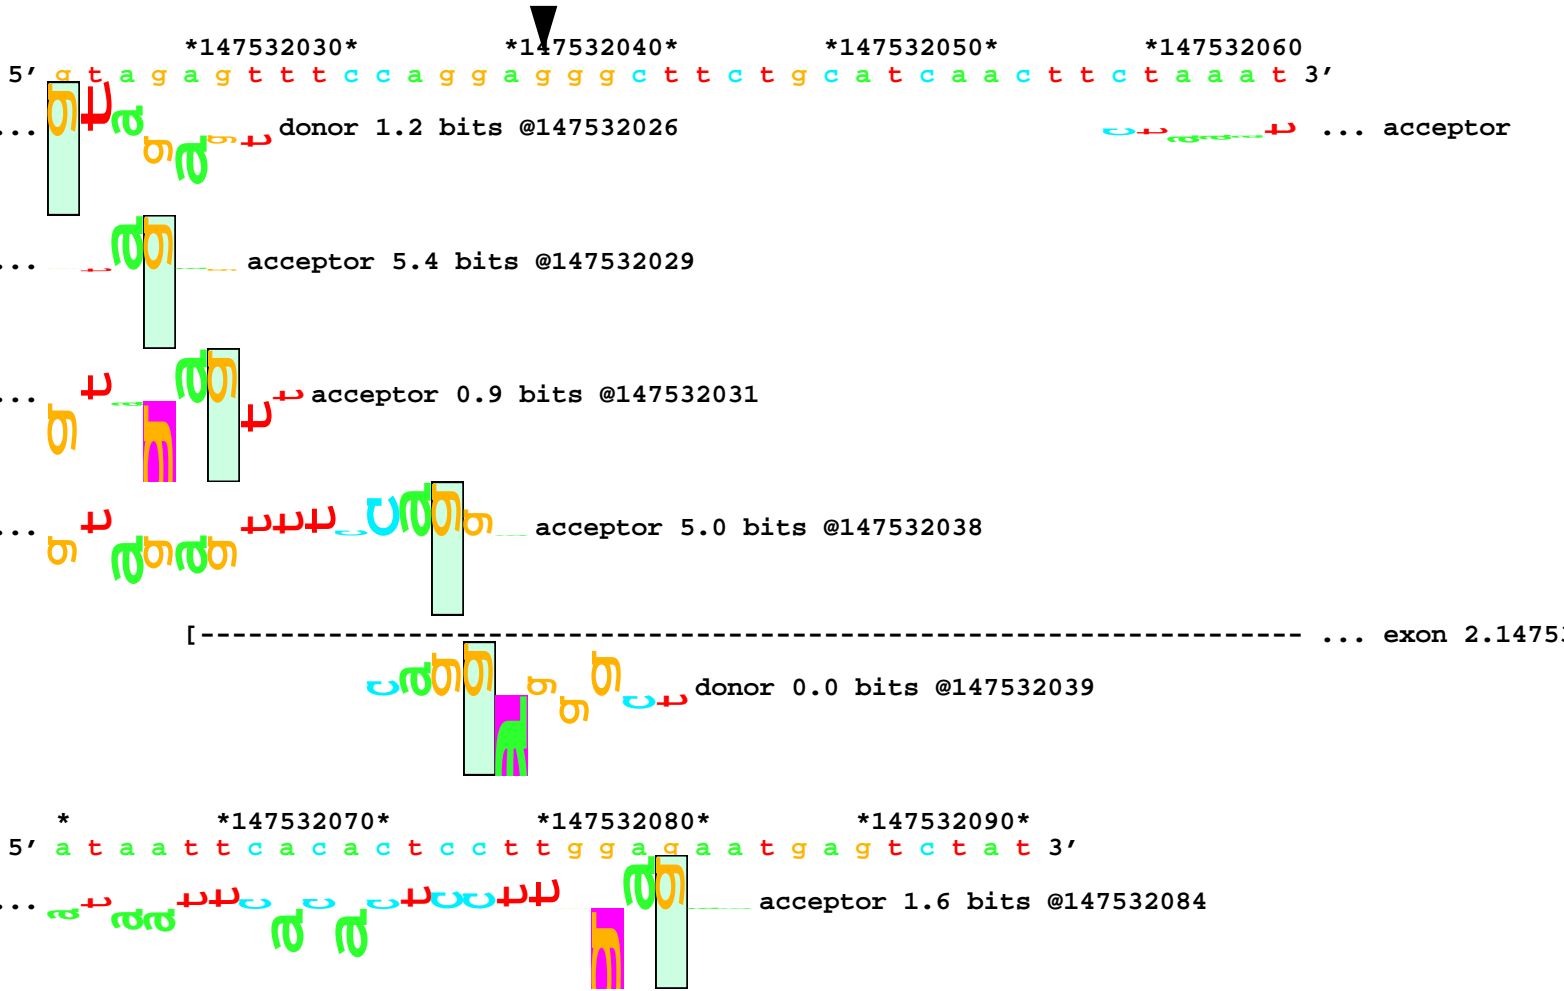 *147532030* *147532040* *147532050* *147532060
5′ g t a g a g t t t c c a g g a g g g c t t c t g c a t c a a c t t c t a a a t 3′
... g t a g a g t donor 1.2 bits @147532026 c t a a a t ... acceptor
... g t a g a g acceptor 5.4 bits @147532029
... g t a g a g t t acceptor 0.9 bits @147532031
... g t a g a g t t t c c a g g a acceptor 5.0 bits @147532038
[--------------------------------------------------------------------- ... exon 2.14753
c a g g a g g g c t donor 0.0 bits @147532039
* *147532070* *147532080* *147532090*
5′ a t a a t t c a c a c t c c t t g g a g a a t g a g t c t a t 3′
... a t a a t t c a c a c t c c t t g g a g a a acceptor 1.6 bits @147532084